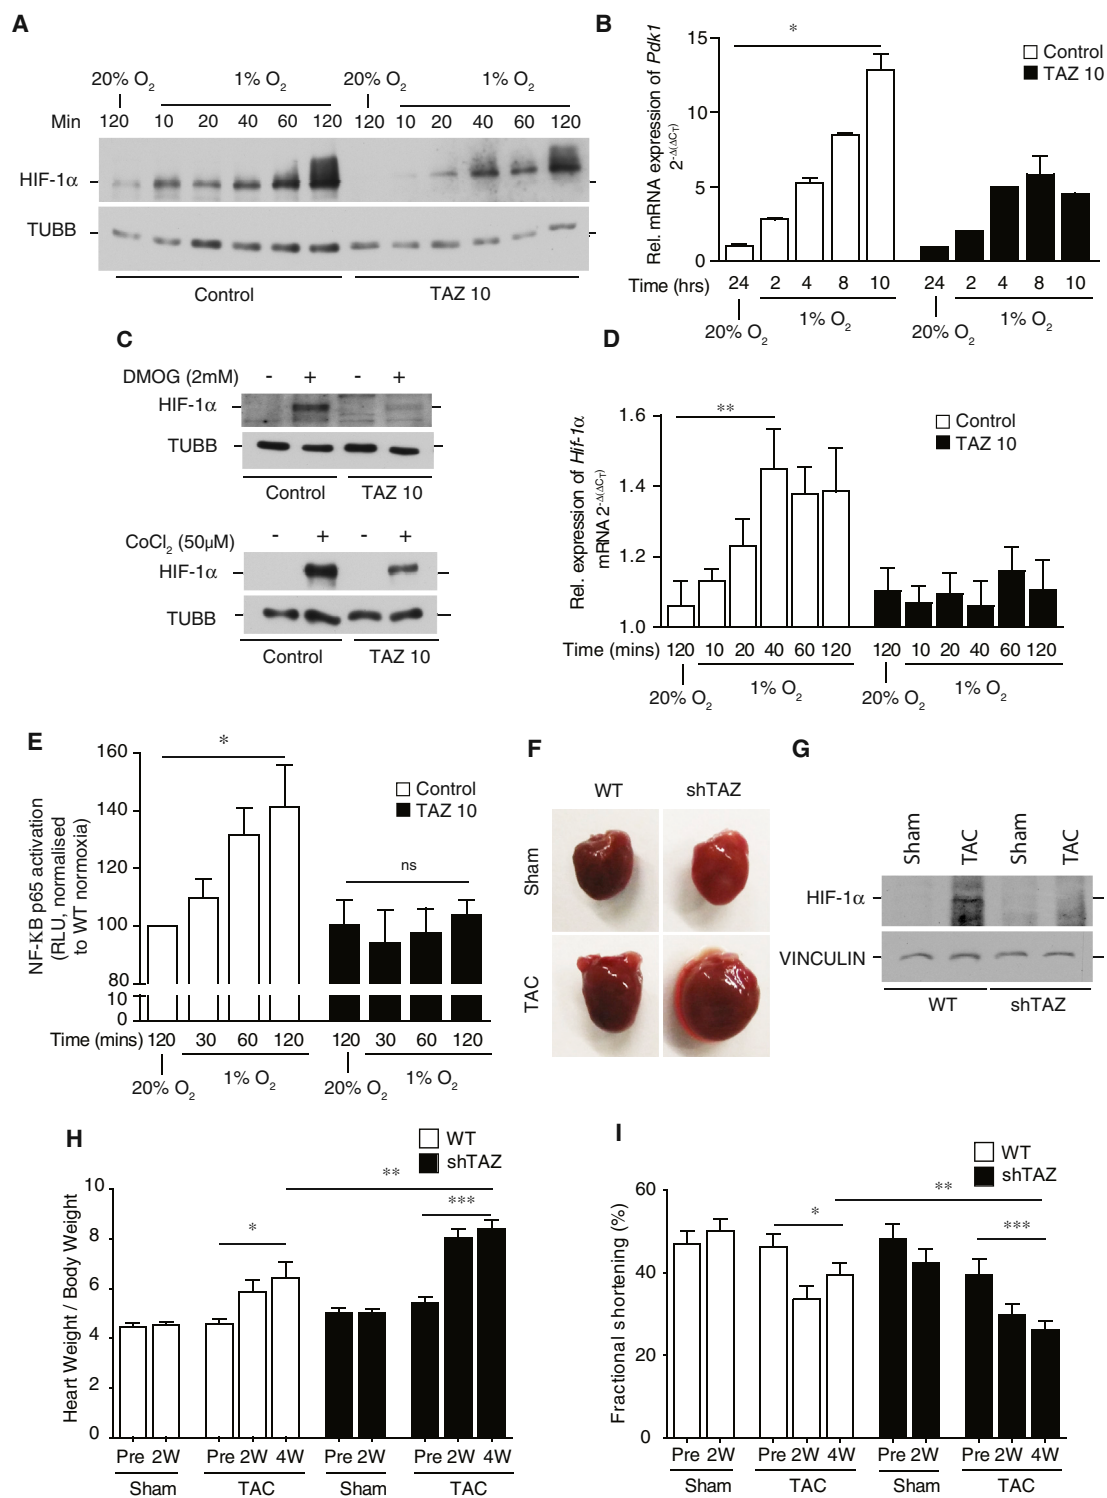 A
20% O2 1% O2 20% O2 1% O2
Min 120 10 20 40 60 120 120 10 20 40 60 120
HIF-1α
TUBB
Control TAZ 10
B
Rel. mRNA expression of Pdk1
2-Δ(ΔCT)
15
10
5
0
*
Control
TAZ 10
Time (hrs) 24 2 4 8 10 24 2 4 8 10
20% O2 1% O2 20% O2 1% O2
C
DMOG (2mM) - + - +
HIF-1α
TUBB
Control TAZ 10
CoCl2 (50µM) - + - +
HIF-1α
TUBB
Control TAZ 10
D
Rel. expression of Hif-1α
mRNA 2-Δ(ΔCT)
1.6
1.4
1.2
1.0
**
Control
TAZ 10
Time (mins) 120 10 20 40 60 120 120 10 20 40 60 120
20% O2 1% O2 20% O2 1% O2
E
NF-KB p65 activation
(RLU, normalised
to WT normoxia)
160
140
120
100
80
10
0
*
ns
Control
TAZ 10
Time (mins) 120 30 60 120 120 30 60 120
20% O2 1% O2 20% O2 1% O2
F
WT shTAZ
Sham
TAC
G
Sham TAC Sham TAC
HIF-1α
VINCULIN
WT shTAZ
H
WT
shTAZ
Heart Weight / Body Weight
10
8
6
4
2
0
*
**
***
Pre 2W Pre 2W 4W Pre 2W Pre 2W 4W
Sham TAC Sham TAC
I
WT
shTAZ
Fractional shortening (%)
60
40
20
0
*
**
***
Pre 2W Pre 2W 4W Pre 2W Pre 2W 4W
Sham TAC Sham TAC